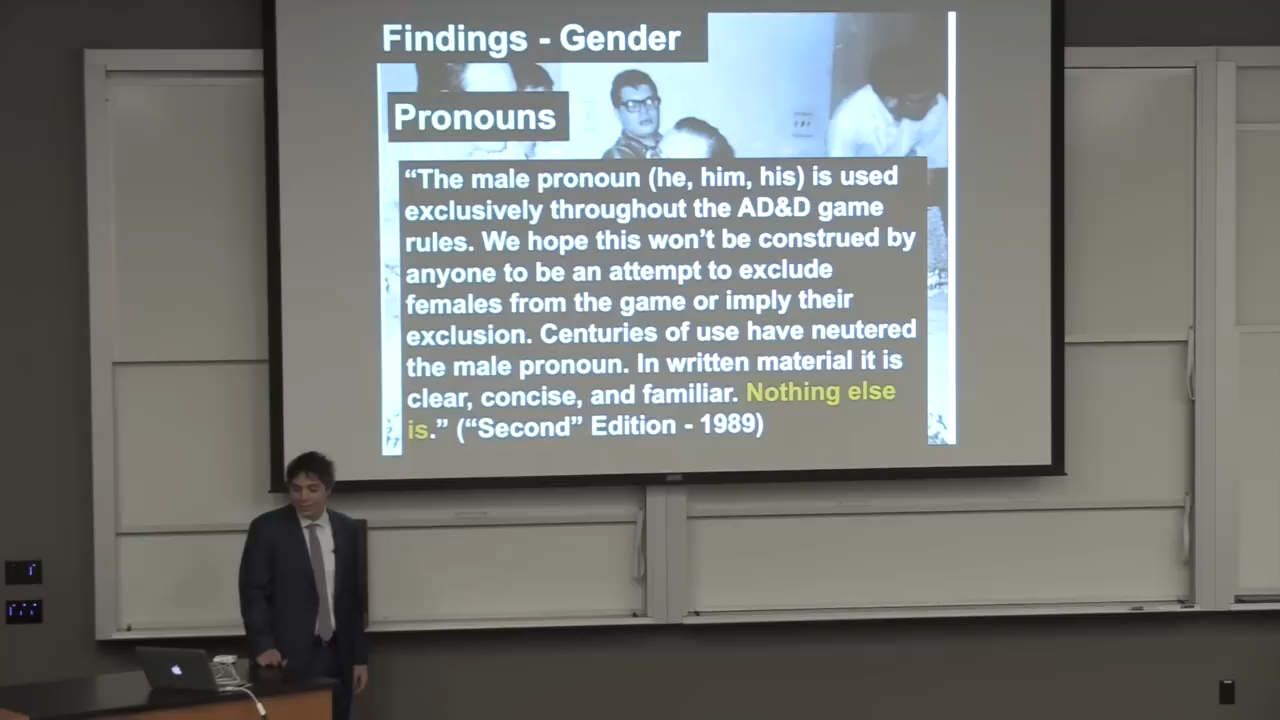 Findings - Gender
Pronouns
“The male pronoun (he, him, his) is used
exclusively throughout the AD&D game
rules. We hope this won’t be construed by
anyone to be an attempt to exclude
females from the game or imply their
exclusion. Centuries of use have neutered
the male pronoun. In written material it is
clear, concise, and familiar. Nothing else
is.” (“Second” Edition - 1989)